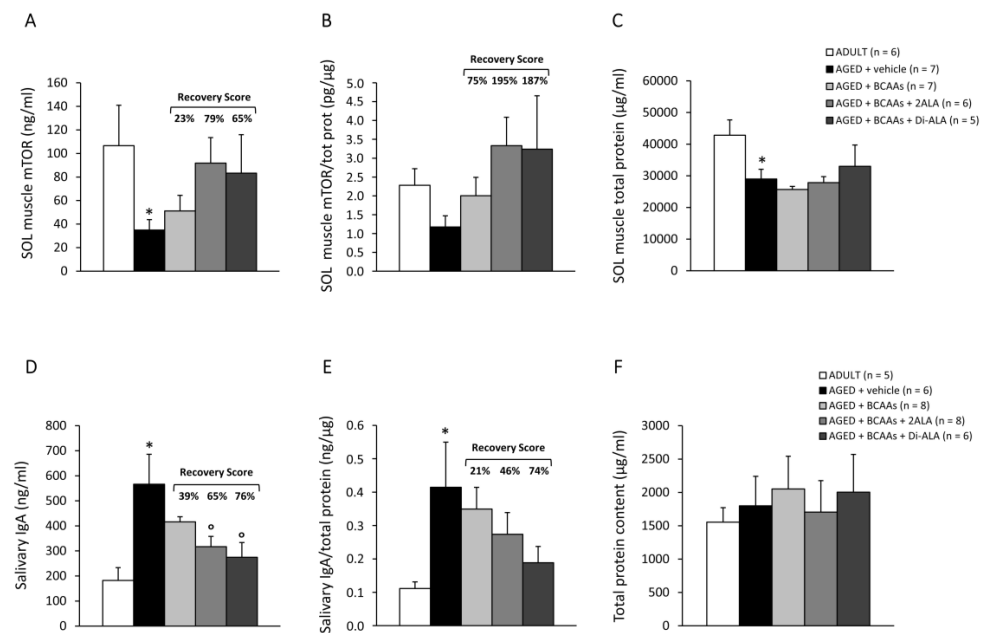 A
B
C
Recovery Score
23% 79% 65%
SOL muscle mTOR (ng/ml)
160
140
120
100
80
60
40
20
0
*
Recovery Score
75% 195% 187%
SOL muscle mTOR/tot prot (pg/µg)
5.0
4.5
4.0
3.5
3.0
2.5
2.0
1.5
1.0
0.5
0.0
ADULT (n = 6)
AGED + vehicle (n = 7)
AGED + BCAAs (n = 7)
AGED + BCAAs + 2ALA (n = 6)
AGED + BCAAs + Di-ALA (n = 5)
SOL muscle total protein (µg/ml)
60000
50000
40000
30000
20000
10000
0
*
D
E
F
Recovery Score
39% 65% 76%
Salivary IgA (ng/ml)
800
700
600
500
400
300
200
100
0
*
° °
Recovery Score
21% 46% 74%
Salivary IgA/total protein (ng/µg)
0.6
0.5
0.4
0.3
0.2
0.1
0.0
*
ADULT (n = 5)
AGED + vehicle (n = 6)
AGED + BCAAs (n = 8)
AGED + BCAAs + 2ALA (n = 8)
AGED + BCAAs + Di-ALA (n = 6)
Total protein content (µg/ml)
3000
2500
2000
1500
1000
500
0